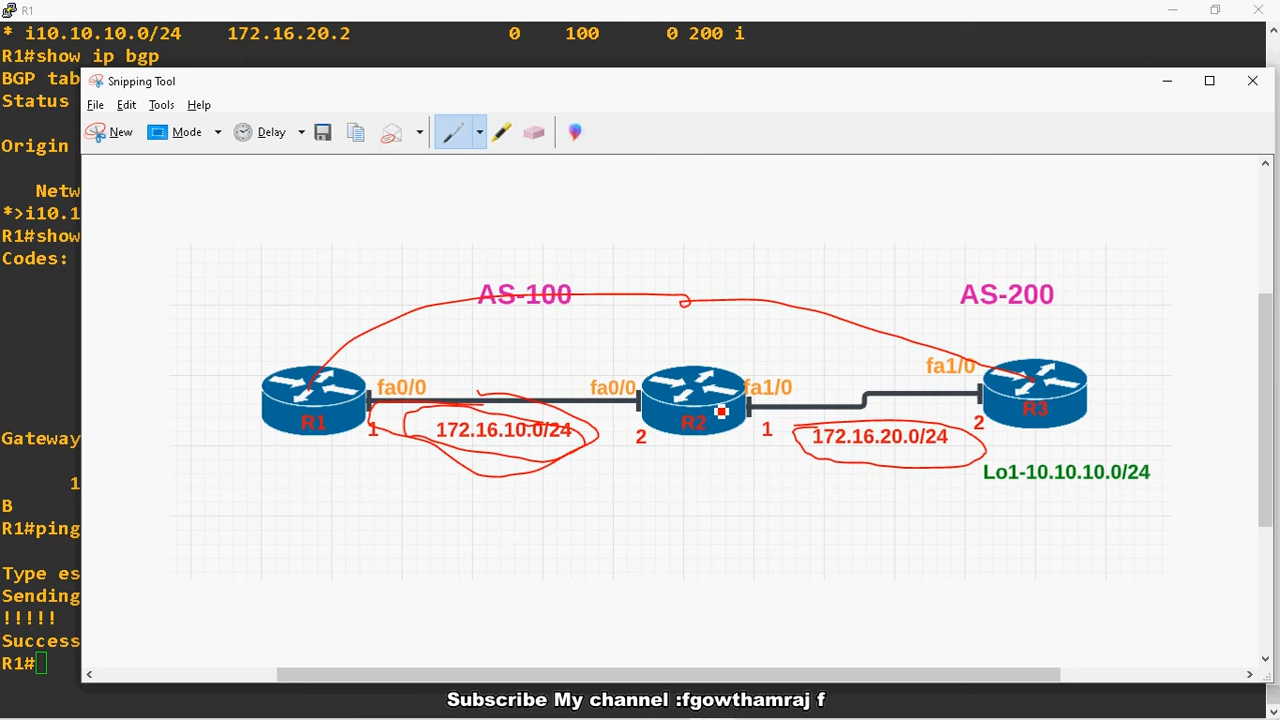 R1
* i10.10.10.0/24 172.16.20.2 0 100 0 200 i
R1#show ip bgp
BGP tab
Status
Origin
Netw
*>i10.1
R1#show
Codes:
Gateway
1
B
R1#ping
Type es
Sending
!!!!!
Success
R1#
Snipping Tool
File Edit Tools Help
New Mode Delay
AS-100 AS-200
fa0/0 fa0/0 fa1/0 fa1/0
R1 R2 R3
1 172.16.10.0/24 2 1 172.16.20.0/24 2
Lo1-10.10.10.0/24
Subscribe My channel :fgowthamraj f